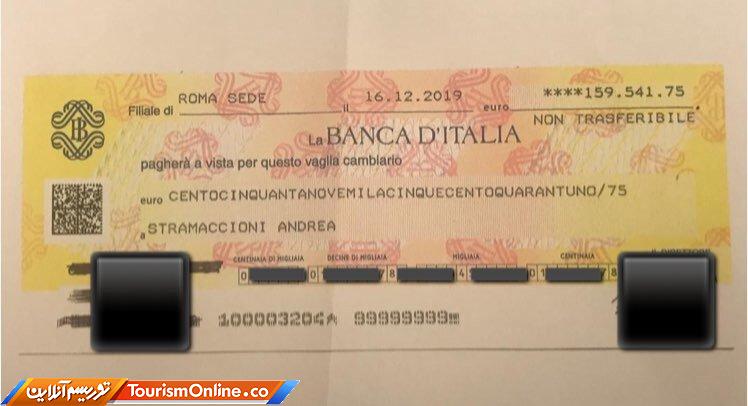 Filiale di ROMA SEDE il 16.12.2019 euro ****159.541.75
NON TRASFERIBILE
La BANCA D'ITALIA
pagherà a vista per questo vaglia cambiario
euro CENTOCINQUANTANOVEMILACINQUECENTOQUARANTUNO/75
a STRAMACCIONI ANDREA
CENTINAIA DI MIGLIAIA DECINE DI MIGLIAIA MIGLIAIA CENTINAIA
IL DIRETTORE
100003204A 99999999
توریسم آنلاین TourismOnline.co